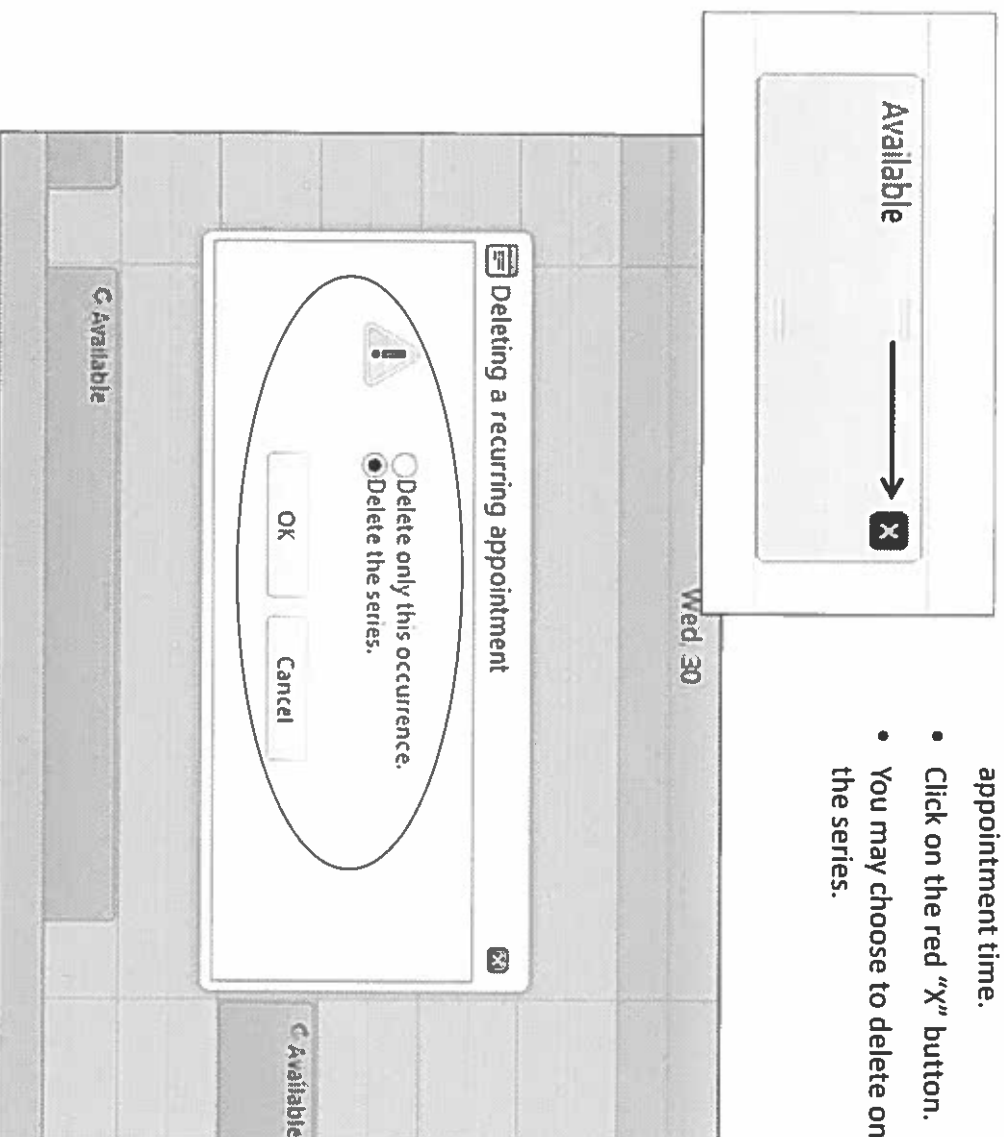 appointment time.
• Click on the red “X” button.
• You may choose to delete on
the series.
Available
X
Wed, 30
Deleting a recurring appointment
Delete only this occurrence.
Delete the series.
OK
Cancel
Available
Available